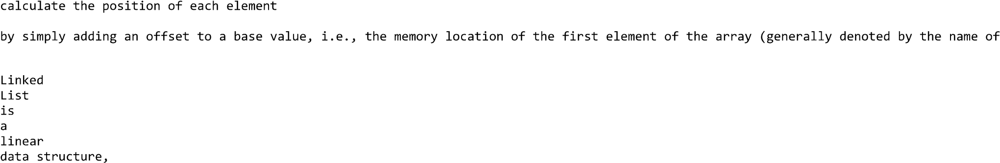 calculate the position of each element
by simply adding an offset to a base value, i.e., the memory location of the first element of the array (generally denoted by the name of
Linked
List
is
a
linear
data structure,